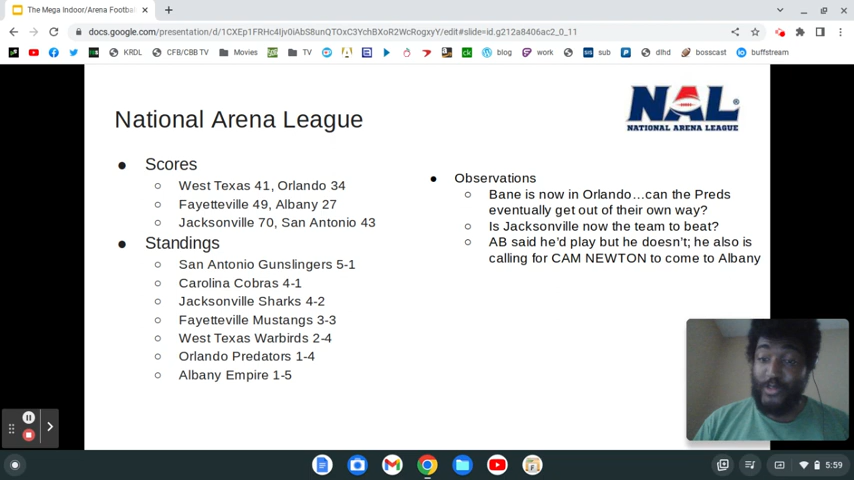 The Mega Indoor/Arena Footba
docs.google.com/presentation/d/1CXEp1FRHc4Ijv0iAbS8unQTOxC3YchBXoR2WcRogxyY/edit#slide=id.g212a8406ac2_0_11
KRDL
CFB/CBB TV
Movies
TV
blog
work
sub
dlhd
bosscast
buffstream
National Arena League
NAL
NATIONAL ARENA LEAGUE
● Scores
○ West Texas 41, Orlando 34
○ Fayetteville 49, Albany 27
○ Jacksonville 70, San Antonio 43
● Standings
○ San Antonio Gunslingers 5-1
○ Carolina Cobras 4-1
○ Jacksonville Sharks 4-2
○ Fayetteville Mustangs 3-3
○ West Texas Warbirds 2-4
○ Orlando Predators 1-4
○ Albany Empire 1-5
● Observations
○ Bane is now in Orlando…can the Preds
eventually get out of their own way?
○ Is Jacksonville now the team to beat?
○ AB said he'd play but he doesn't; he also is
calling for CAM NEWTON to come to Albany
5:59